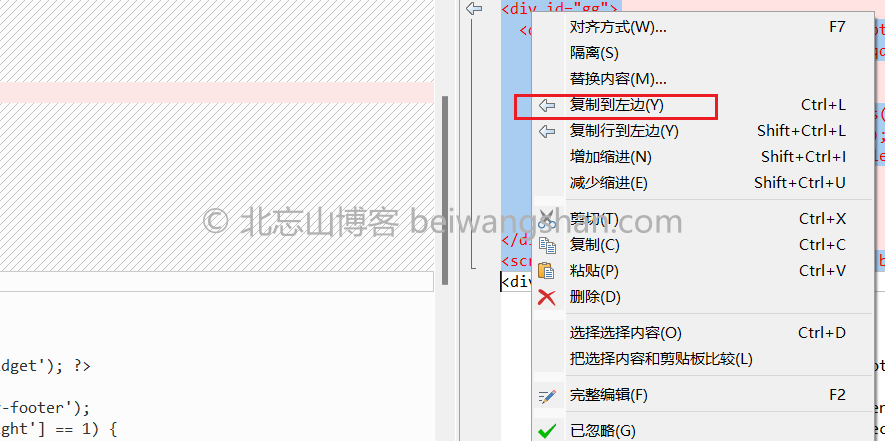 <div id="gg">
对齐方式(W)... F7
隔离(S)
替换内容(M)...
复制到左边(Y) Ctrl+L
复制行到左边(Y) Shift+Ctrl+L
增加缩进(N) Shift+Ctrl+I
减少缩进(E) Shift+Ctrl+U
© 北忘山博客 beiwangshan.com
剪切(T) Ctrl+X
复制(C) Ctrl+C
</di
粘贴(P) Ctrl+V
<scr
<div
删除(D)
选择选择内容(O) Ctrl+D
把选择内容和剪贴板比较(L)
dget'); ?>
完整编辑(F) F2
-footer');
ght'] == 1) {
已忽略(G)